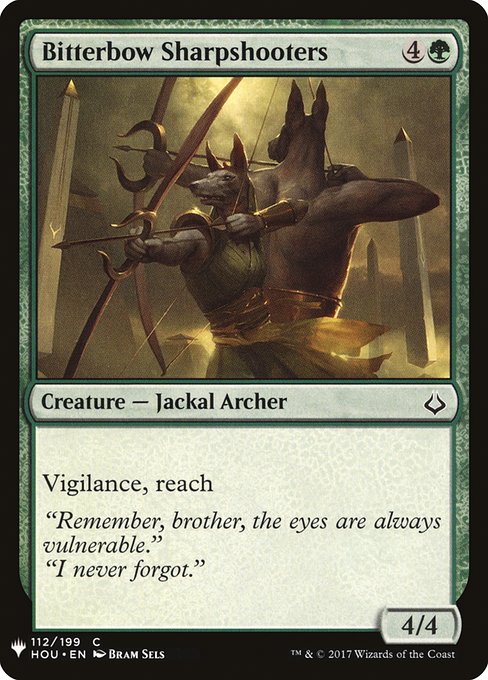 Bitterbow Sharpshooters 4
Creature — Jackal Archer
Vigilance, reach
“Remember, brother, the eyes are always
vulnerable.”
“I never forgot.”
4/4
112/199 C
HOU • EN Bram Sels
™ & © 2017 Wizards of the Coast